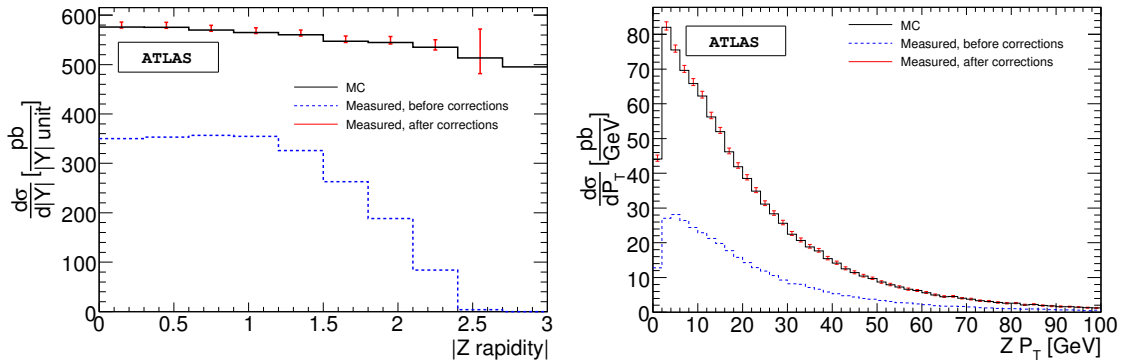 600
500
400
300
200
100
0
dσ/d|Y| [pb/|Y| unit]
ATLAS
MC
Measured, before corrections
Measured, after corrections
0 0.5 1 1.5 2 2.5 3
|Z rapidity|
80
70
60
50
40
30
20
10
0
dσ/dP_T [pb/GeV]
ATLAS
MC
Measured, before corrections
Measured, after corrections
0 10 20 30 40 50 60 70 80 90 100
Z P_T [GeV]